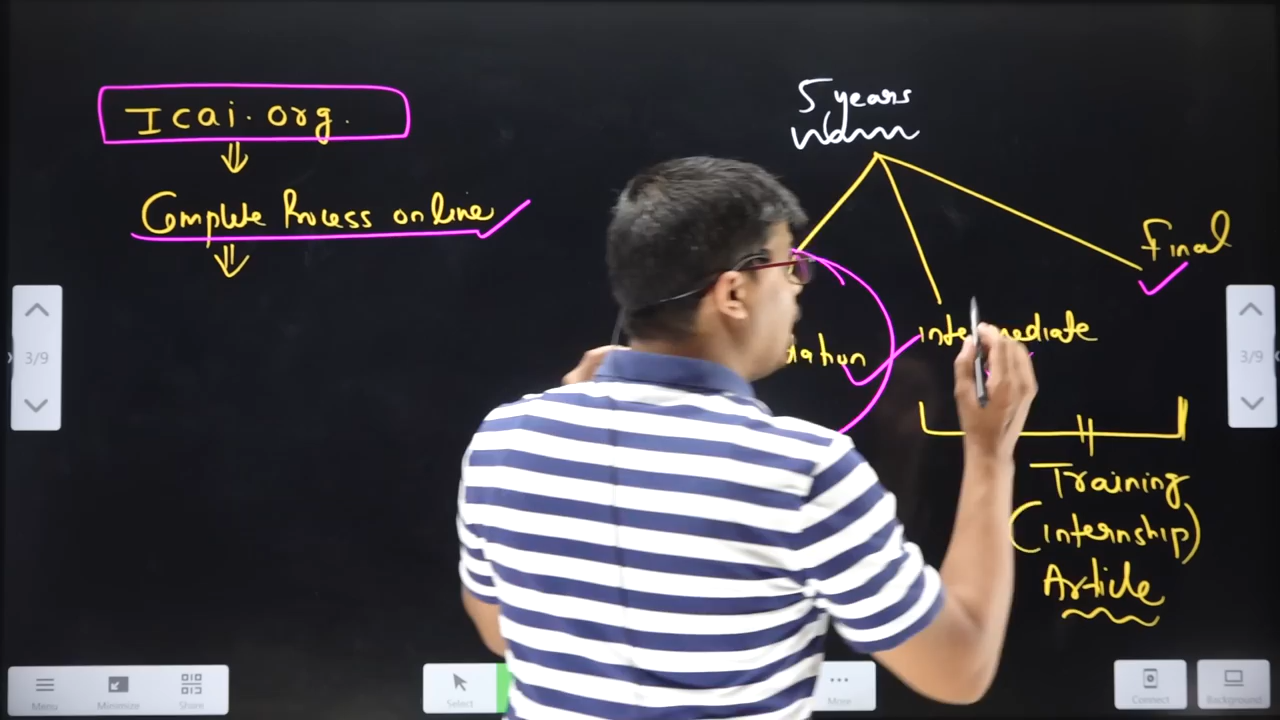 Icai.org.
Complete Process online
5 years
Final
Intermediate
dation
Training
(internship)
Article
3/9
3/9
Menu
Minimize
Share
Select
More
Connect
Background